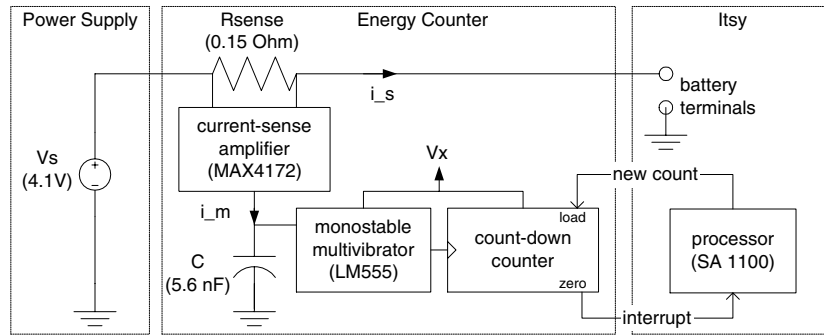 Power Supply
Rsense
(0.15 Ohm)
Energy Counter
Itsy
i_s
battery
terminals
current-sense
amplifier
(MAX4172)
Vs
(4.1V)
+
–
Vx
i_m
new count
load
monostable
multivibrator
(LM555)
count-down
counter
zero
processor
(SA 1100)
C
(5.6 nF)
interrupt